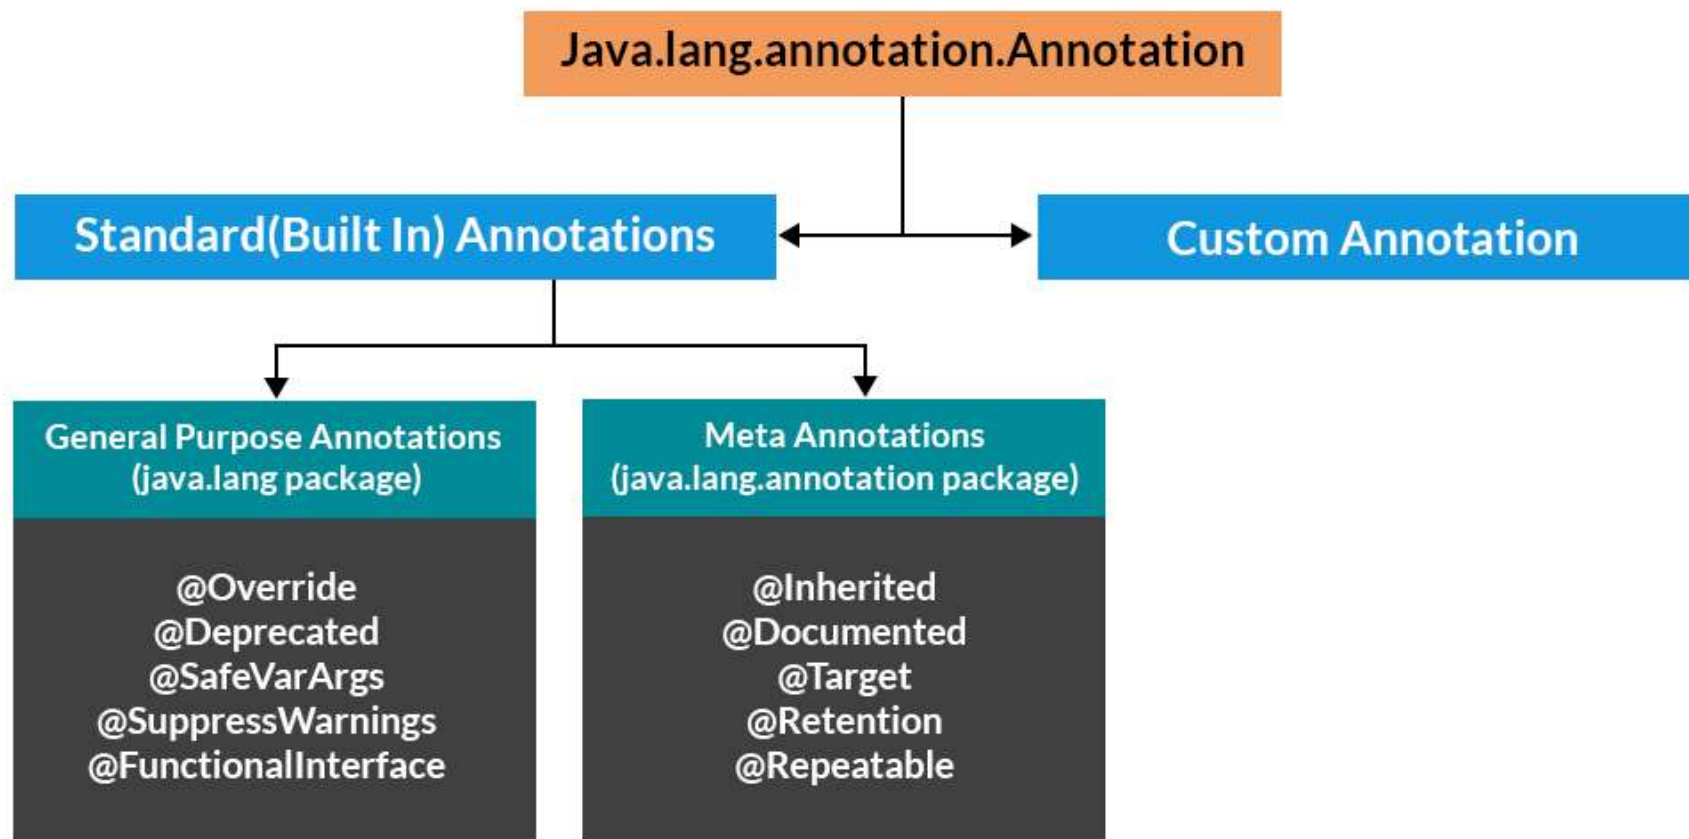 Java.lang.annotation.Annotation
Standard(Built In) Annotations
Custom Annotation
General Purpose Annotations
(java.lang package)
@Override
@Deprecated
@SafeVarArgs
@SuppressWarnings
@FunctionalInterface
Meta Annotations
(java.lang.annotation package)
@Inherited
@Documented
@Target
@Retention
@Repeatable